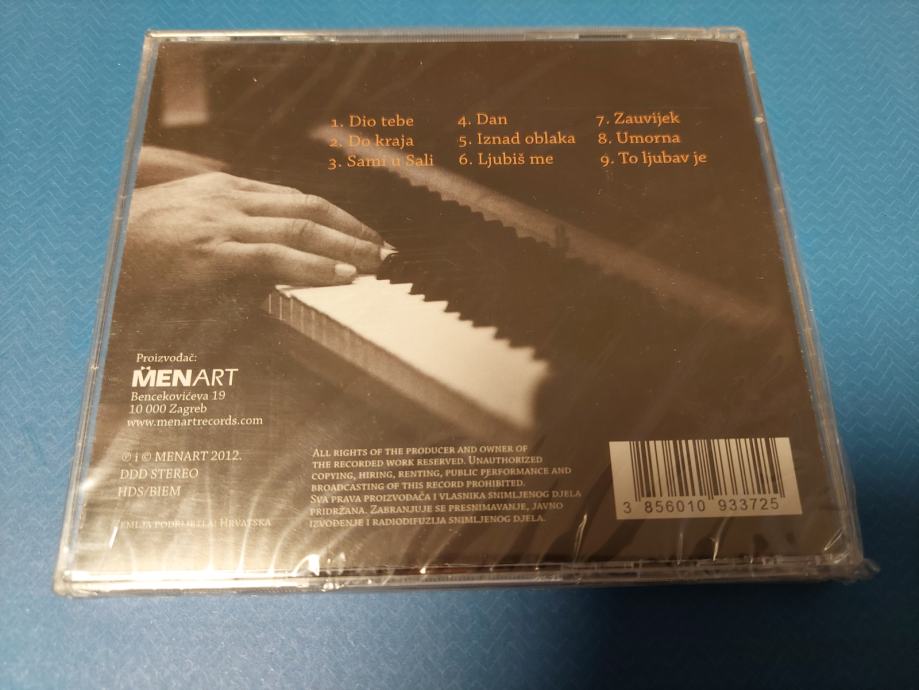 1. Dio tebe
2. Do kraja
3. Sami u Sali
4. Dan
5. Iznad oblaka
6. Ljubiš me
7. Zauvijek
8. Umorna
9. To ljubav je
Proizvođač:
MENART
Bencekovićeva 19
10 000 Zagreb
www.menartrecords.com
℗ i © MENART 2012.
DDD STEREO
HDS/BIEM
ZEMLJA PODRIJETLA: HRVATSKA
ALL RIGHTS OF THE PRODUCER AND OWNER OF
THE RECORDED WORK RESERVED. UNAUTHORIZED
COPYING, HIRING, RENTING, PUBLIC PERFORMANCE AND
BROADCASTING OF THIS RECORD PROHIBITED.
SVA PRAVA PROIZVOĐAČA I VLASNIKA SNIMLJENOG DJELA
PRIDRŽANA. ZABRANJUJE SE PRESNIMAVANJE, JAVNO
IZVOĐENJE I RADIODIFUZIJA SNIMLJENOG DJELA.
3 856010 933725